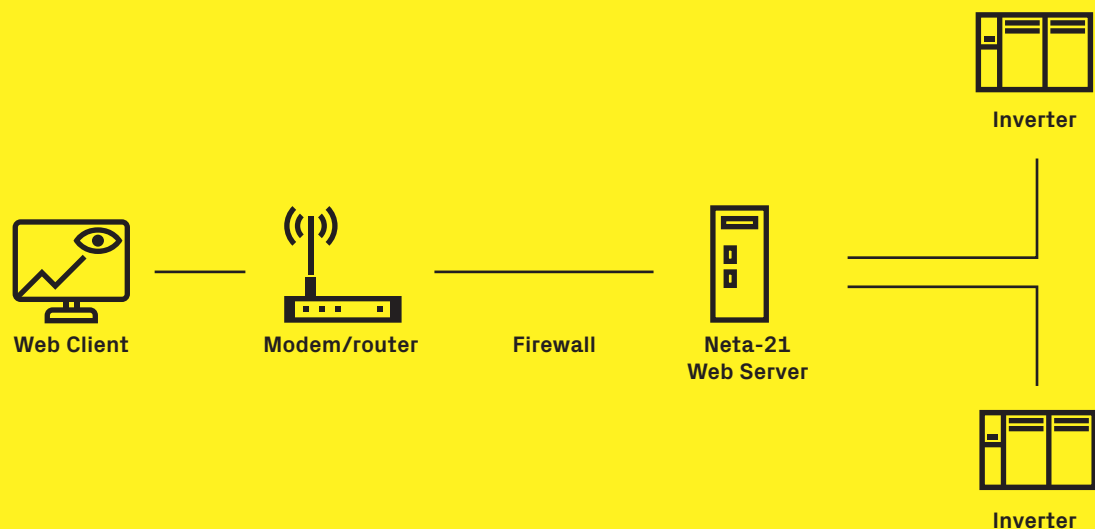 Inverter
Web Client
Modem/router
Firewall
Neta-21
Web Server
Inverter